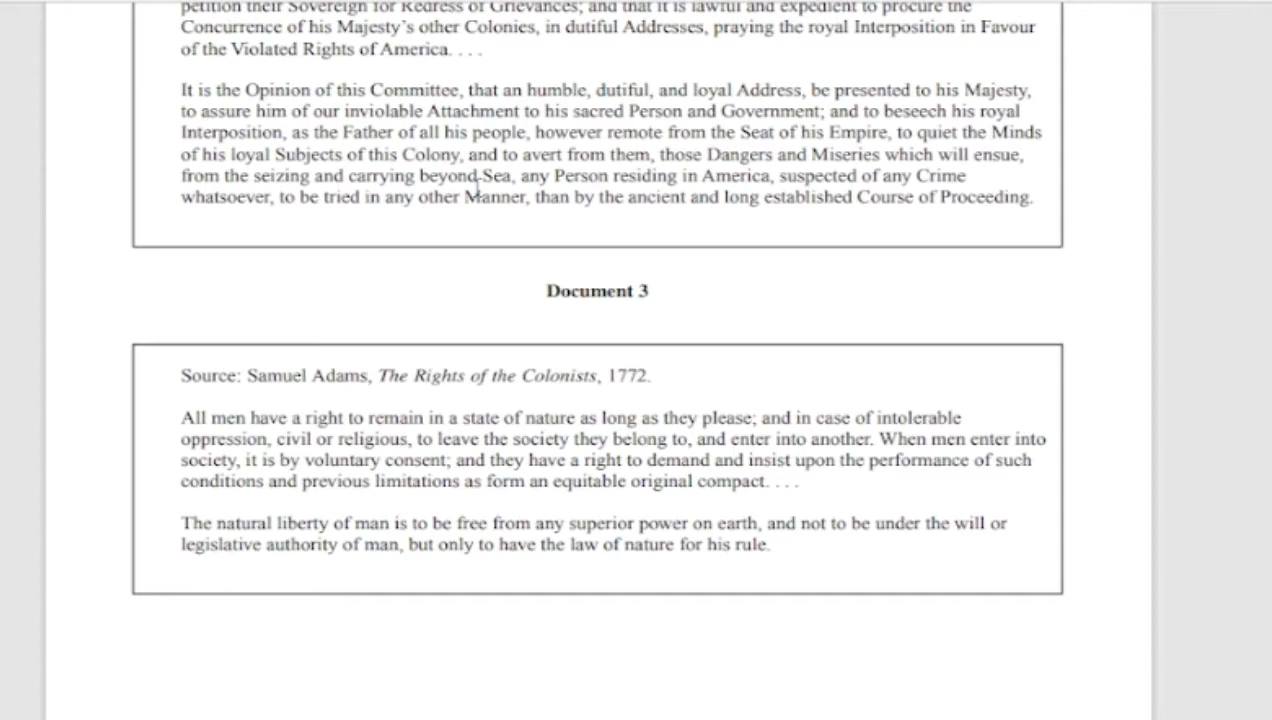 petition their Sovereign for Redress of Grievances; and that it is lawful and expedient to procure the
Concurrence of his Majesty's other Colonies, in dutiful Addresses, praying the royal Interposition in Favour
of the Violated Rights of America. . . .
It is the Opinion of this Committee, that an humble, dutiful, and loyal Address, be presented to his Majesty,
to assure him of our inviolable Attachment to his sacred Person and Government; and to beseech his royal
Interposition, as the Father of all his people, however remote from the Seat of his Empire, to quiet the Minds
of his loyal Subjects of this Colony, and to avert from them, those Dangers and Miseries which will ensue,
from the seizing and carrying beyond Sea, any Person residing in America, suspected of any Crime
whatsoever, to be tried in any other Manner, than by the ancient and long established Course of Proceeding.
Document 3
Source: Samuel Adams, The Rights of the Colonists, 1772.
All men have a right to remain in a state of nature as long as they please; and in case of intolerable
oppression, civil or religious, to leave the society they belong to, and enter into another. When men enter into
society, it is by voluntary consent; and they have a right to demand and insist upon the performance of such
conditions and previous limitations as form an equitable original compact. . . .
The natural liberty of man is to be free from any superior power on earth, and not to be under the will or
legislative authority of man, but only to have the law of nature for his rule.